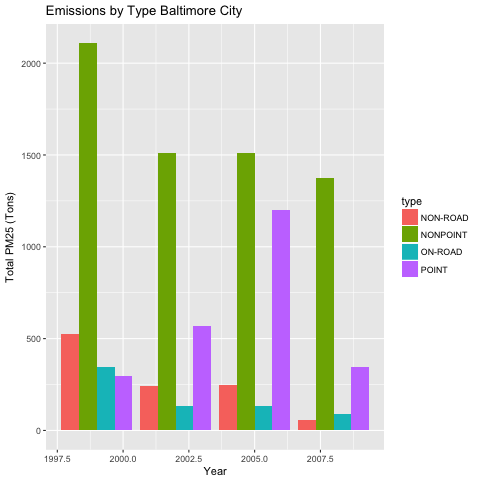 Emissions by Type Baltimore City
Total PM25 (Tons)
2000
1500
1000
500
0
1997.5 2000.0 2002.5 2005.0 2007.5
Year
type
NON-ROAD
NONPOINT
ON-ROAD
POINT